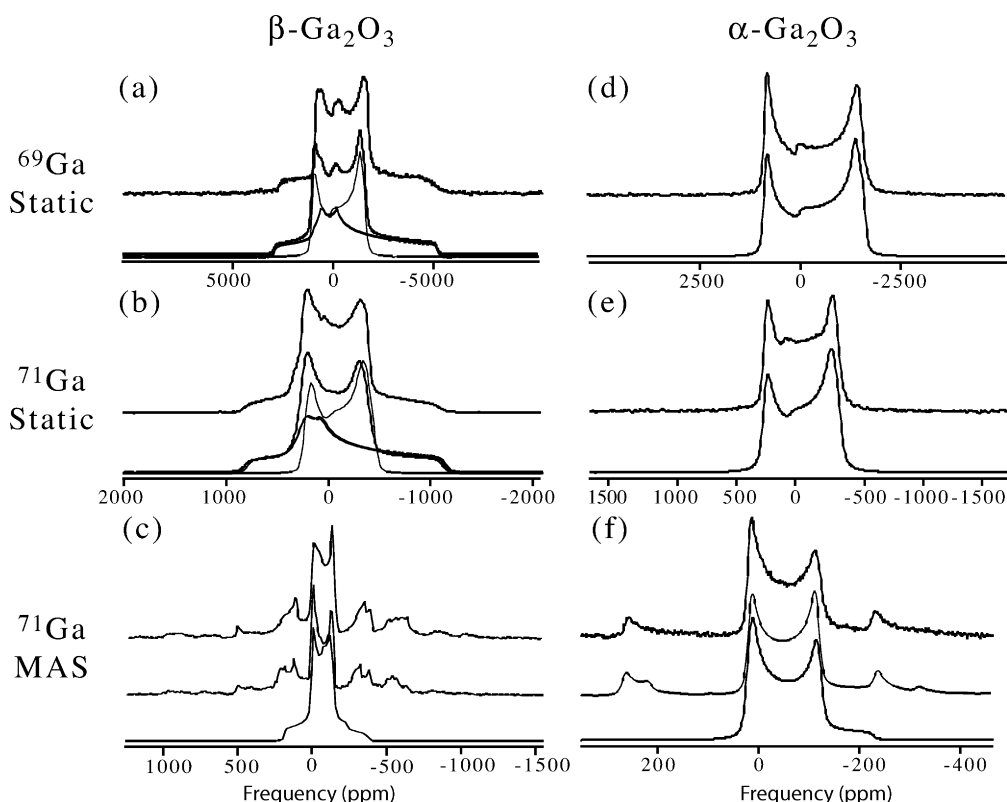 β-Ga₂O₃
α-Ga₂O₃
(a)
(d)
⁶⁹Ga
Static
5000 0 -5000
2500 0 -2500
(b)
(e)
⁷¹Ga
Static
2000 1000 0 -1000 -2000
1500 1000 500 0 -500 -1000 -1500
(c)
(f)
⁷¹Ga
MAS
1000 500 0 -500 -1000 -1500
200 0 -200 -400
Frequency (ppm)
Frequency (ppm)